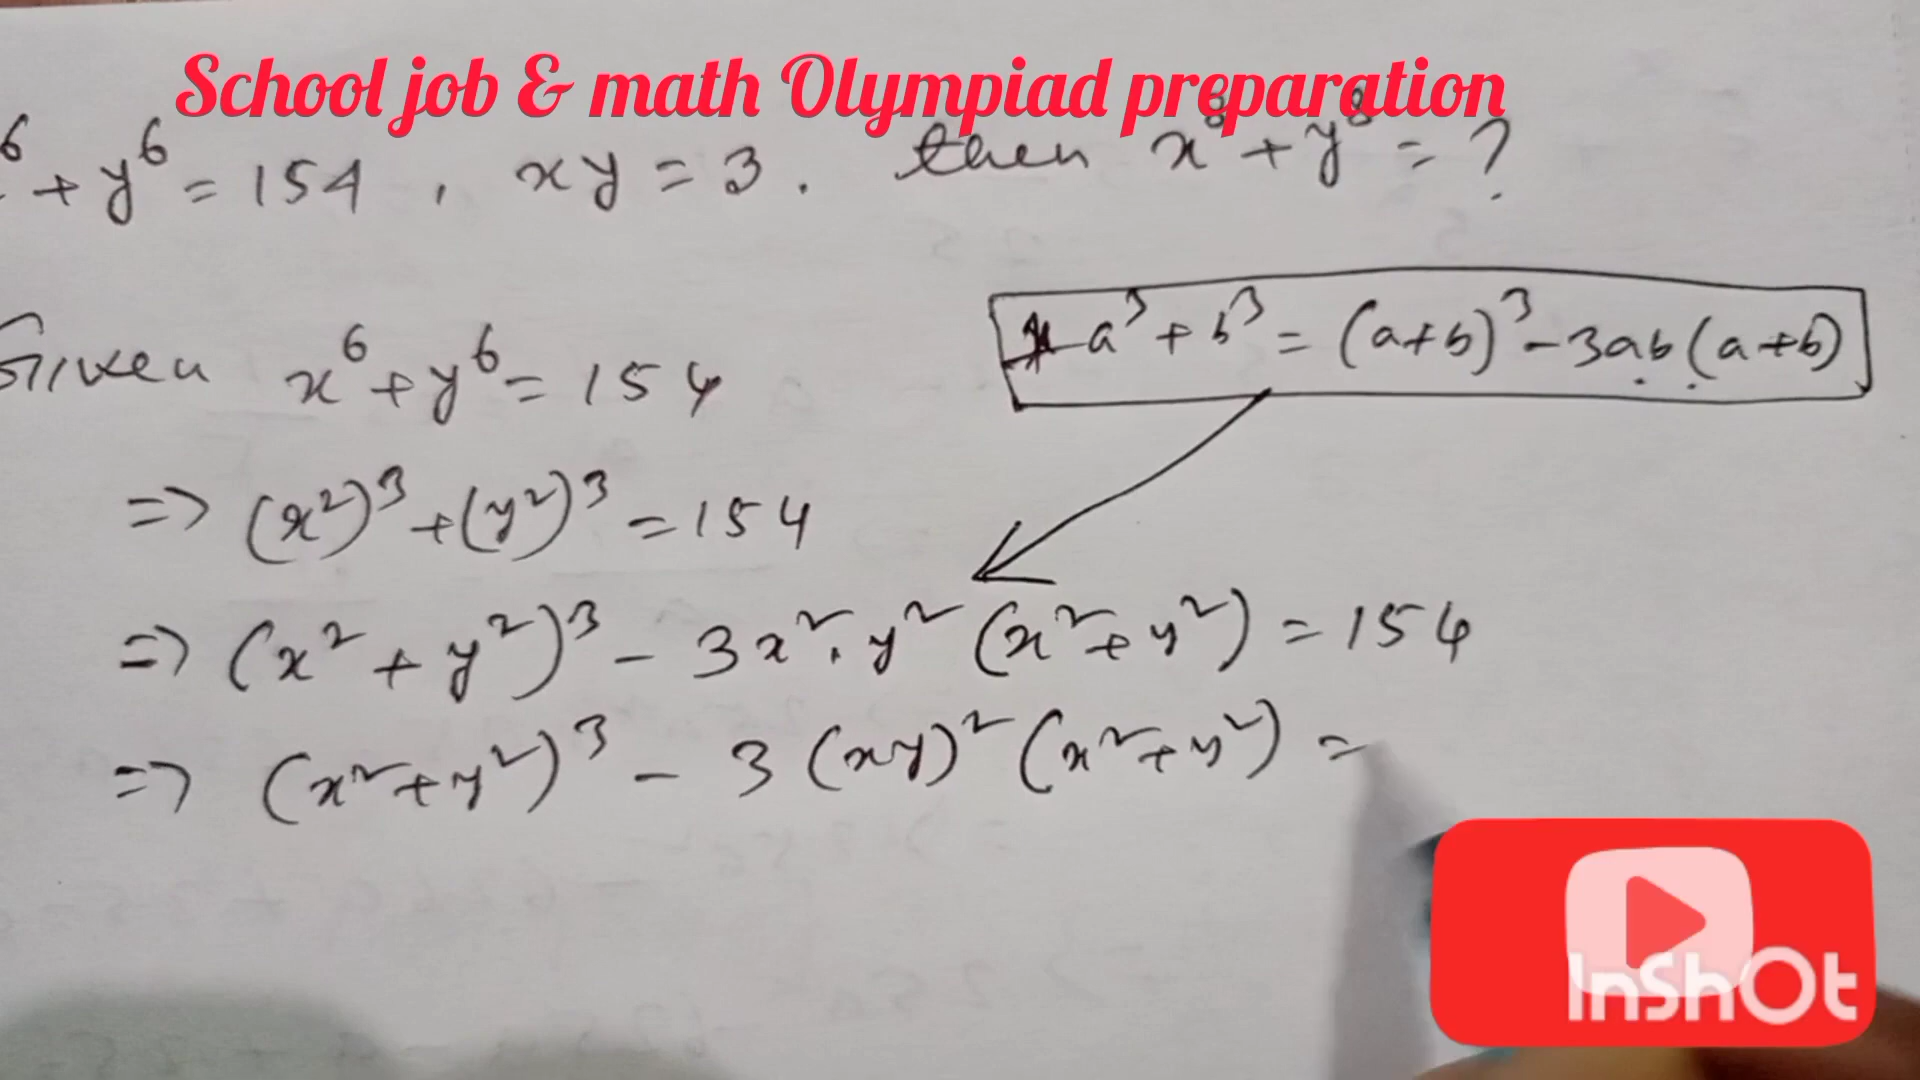 School job & math Olympiad preparation
⁶ + y⁶ = 154 , xy = 3 . then x⁸ + y⁸ = ?
a³ + b³ = (a+b)³ - 3ab(a+b)
Given x⁶ + y⁶ = 154
=> (x²)³ + (y²)³ = 154
=> (x² + y²)³ - 3x².y² (x² + y²) = 154
=> (x² + y²)³ - 3(xy)² (x² + y²) =
InShOt